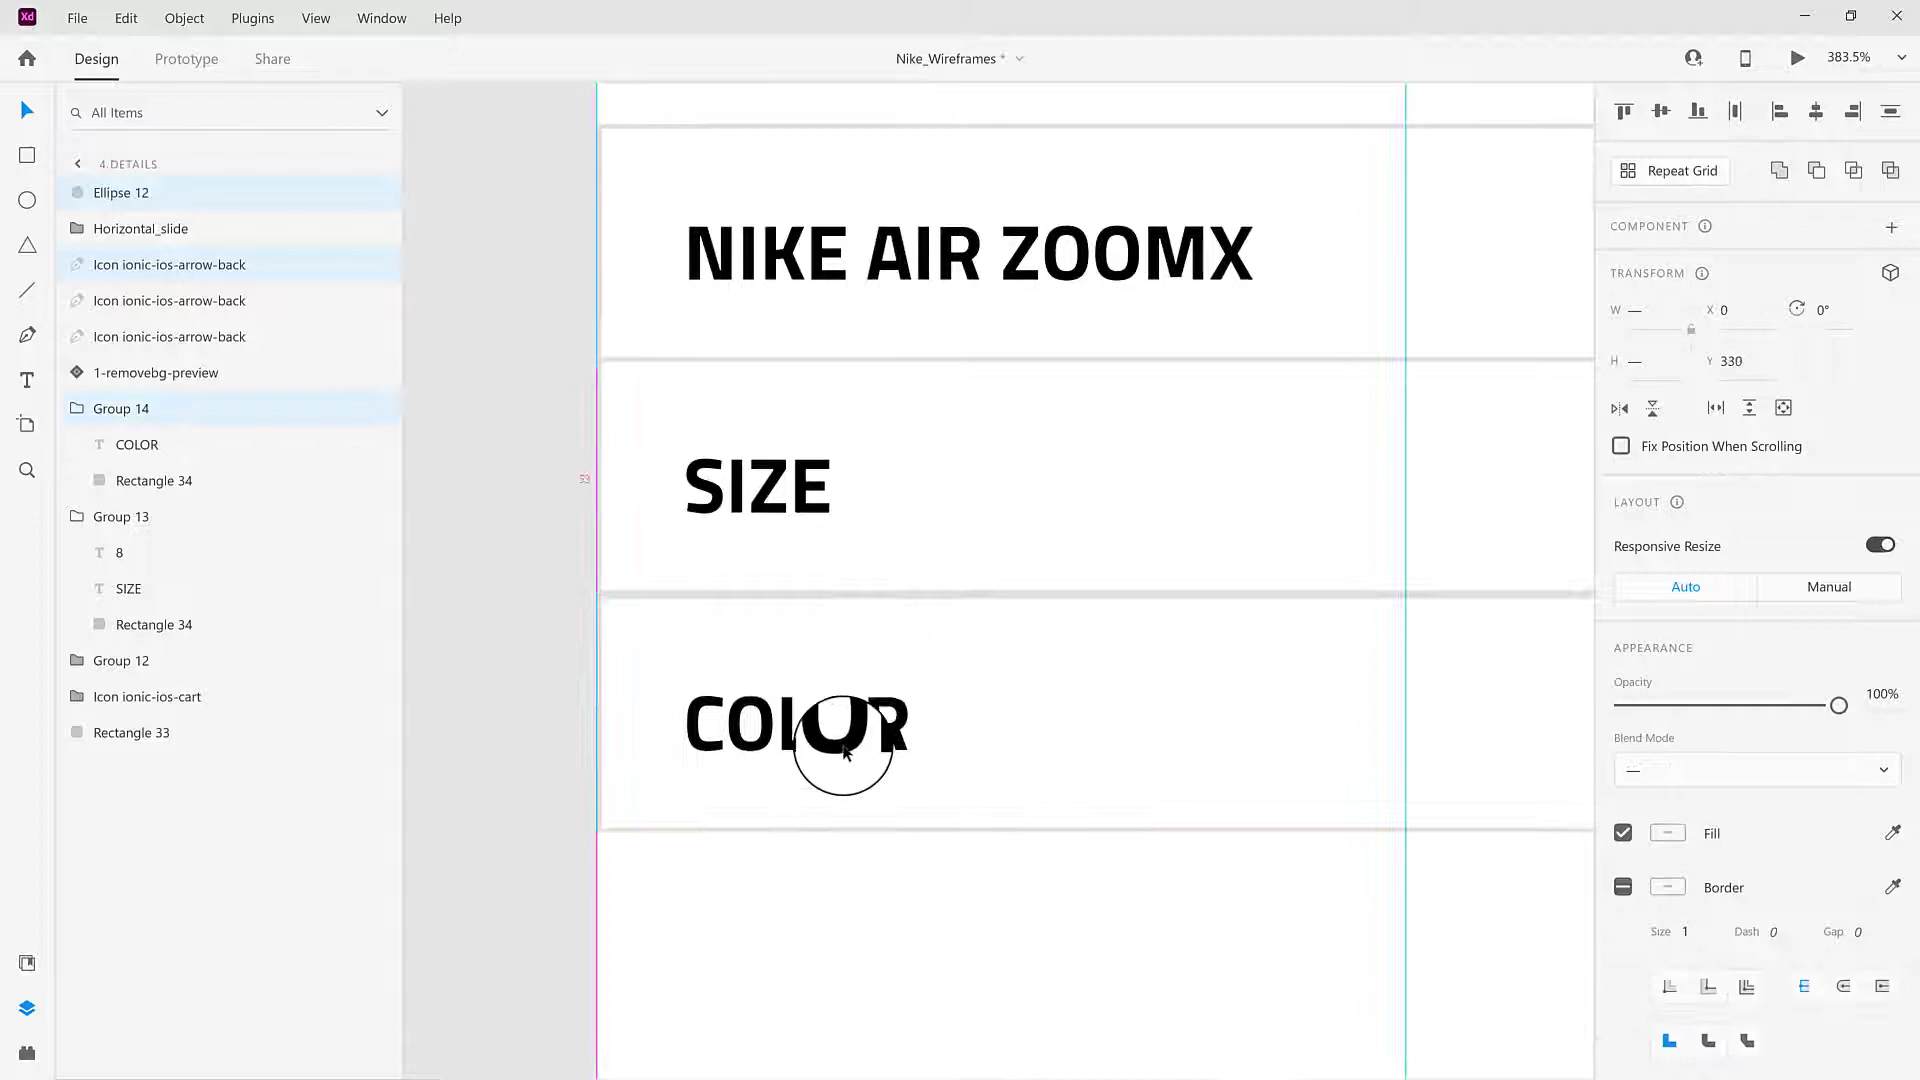 Xd File Edit Object Plugins View Window Help
Design Prototype Share Nike_Wireframes * 383.5%
All Items
4.DETAILS
Ellipse 12
Horizontal_slide
Icon ionic-ios-arrow-back
Icon ionic-ios-arrow-back
Icon ionic-ios-arrow-back
1-removebg-preview
Group 14
T COLOR
Rectangle 34
Group 13
T 8
T SIZE
Rectangle 34
Group 12
Icon ionic-ios-cart
Rectangle 33
NIKE AIR ZOOMX
53
SIZE
COLOR
Repeat Grid
COMPONENT
TRANSFORM
W — X 0 0°
H — Y 330
Fix Position When Scrolling
LAYOUT
Responsive Resize
Auto Manual
APPEARANCE
Opacity
100%
Blend Mode
—
Fill
Border
Size 1 Dash 0 Gap 0